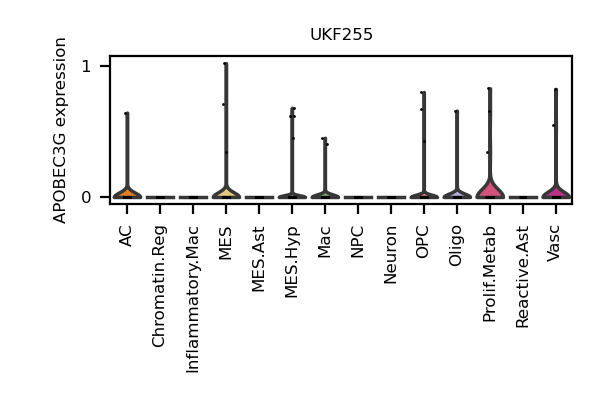 UKF255
APOBEC3G expression
1
0
AC
Chromatin.Reg
Inflammatory.Mac
MES
MES.Ast
MES.Hyp
Mac
NPC
Neuron
OPC
Oligo
Prolif.Metab
Reactive.Ast
Vasc